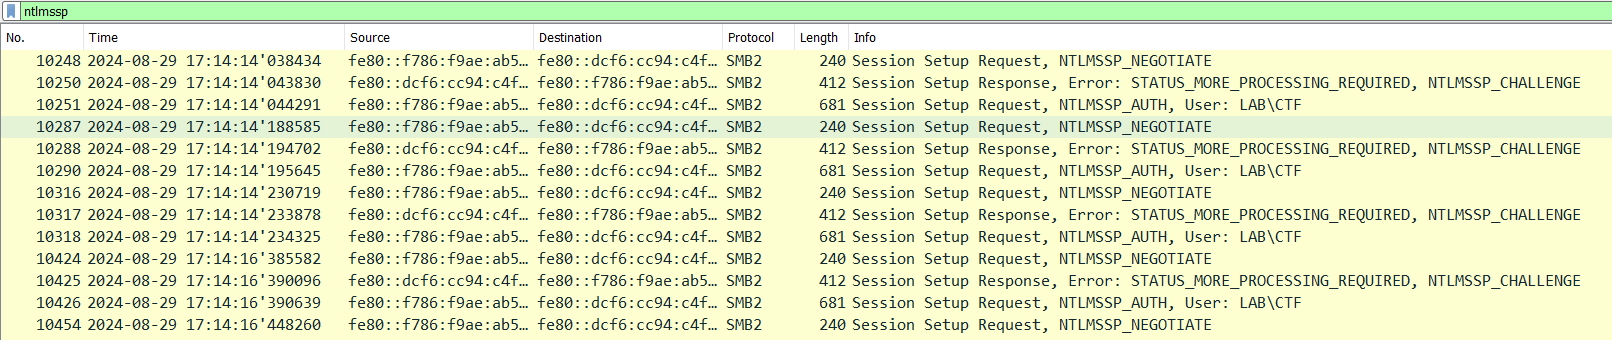 ntlmssp
No. Time Source Destination Protocol Length Info
10248 2024-08-29 17:14:14'038434 fe80::f786:f9ae:ab5… fe80::dcf6:cc94:c4f… SMB2 240 Session Setup Request, NTLMSSP_NEGOTIATE
10250 2024-08-29 17:14:14'043830 fe80::dcf6:cc94:c4f… fe80::f786:f9ae:ab5… SMB2 412 Session Setup Response, Error: STATUS_MORE_PROCESSING_REQUIRED, NTLMSSP_CHALLENGE
10251 2024-08-29 17:14:14'044291 fe80::f786:f9ae:ab5… fe80::dcf6:cc94:c4f… SMB2 681 Session Setup Request, NTLMSSP_AUTH, User: LAB\CTF
10287 2024-08-29 17:14:14'188585 fe80::f786:f9ae:ab5… fe80::dcf6:cc94:c4f… SMB2 240 Session Setup Request, NTLMSSP_NEGOTIATE
10288 2024-08-29 17:14:14'194702 fe80::dcf6:cc94:c4f… fe80::f786:f9ae:ab5… SMB2 412 Session Setup Response, Error: STATUS_MORE_PROCESSING_REQUIRED, NTLMSSP_CHALLENGE
10290 2024-08-29 17:14:14'195645 fe80::f786:f9ae:ab5… fe80::dcf6:cc94:c4f… SMB2 681 Session Setup Request, NTLMSSP_AUTH, User: LAB\CTF
10316 2024-08-29 17:14:14'230719 fe80::f786:f9ae:ab5… fe80::dcf6:cc94:c4f… SMB2 240 Session Setup Request, NTLMSSP_NEGOTIATE
10317 2024-08-29 17:14:14'233878 fe80::dcf6:cc94:c4f… fe80::f786:f9ae:ab5… SMB2 412 Session Setup Response, Error: STATUS_MORE_PROCESSING_REQUIRED, NTLMSSP_CHALLENGE
10318 2024-08-29 17:14:14'234325 fe80::f786:f9ae:ab5… fe80::dcf6:cc94:c4f… SMB2 681 Session Setup Request, NTLMSSP_AUTH, User: LAB\CTF
10424 2024-08-29 17:14:16'385582 fe80::f786:f9ae:ab5… fe80::dcf6:cc94:c4f… SMB2 240 Session Setup Request, NTLMSSP_NEGOTIATE
10425 2024-08-29 17:14:16'390096 fe80::dcf6:cc94:c4f… fe80::f786:f9ae:ab5… SMB2 412 Session Setup Response, Error: STATUS_MORE_PROCESSING_REQUIRED, NTLMSSP_CHALLENGE
10426 2024-08-29 17:14:16'390639 fe80::f786:f9ae:ab5… fe80::dcf6:cc94:c4f… SMB2 681 Session Setup Request, NTLMSSP_AUTH, User: LAB\CTF
10454 2024-08-29 17:14:16'448260 fe80::f786:f9ae:ab5… fe80::dcf6:cc94:c4f… SMB2 240 Session Setup Request, NTLMSSP_NEGOTIATE